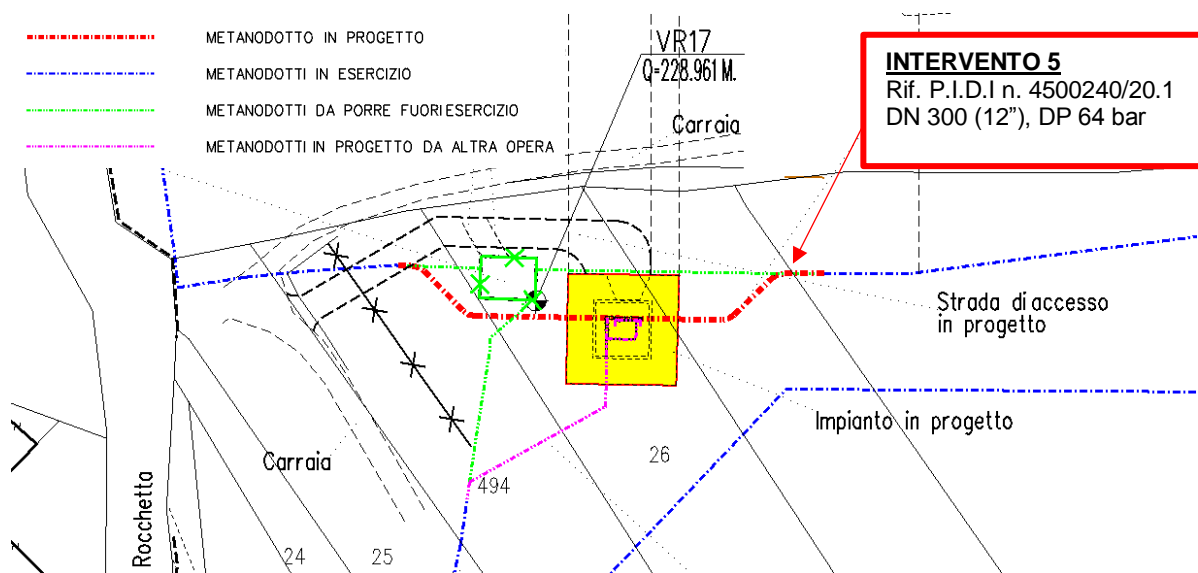 METANODOTTO IN PROGETTO
METANODOTTI IN ESERCIZIO
METANODOTTI DA PORRE FUORI ESERCIZIO
METANODOTTI IN PROGETTO DA ALTRA OPERA
VR17
Q=228.961 M.
INTERVENTO 5
Rif. P.I.D.I n. 4500240/20.1
DN 300 (12”), DP 64 bar
Carraia
Strada di accesso
in progetto
Impianto in progetto
Carraia
Rocchetta
494
26
24
25